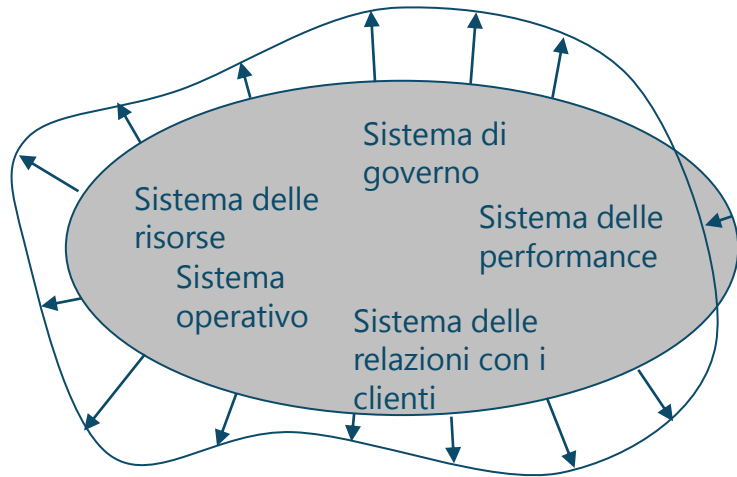 Sistema di
governo
Sistema delle
risorse
Sistema delle
performance
Sistema
operativo
Sistema delle
relazioni con i
clienti